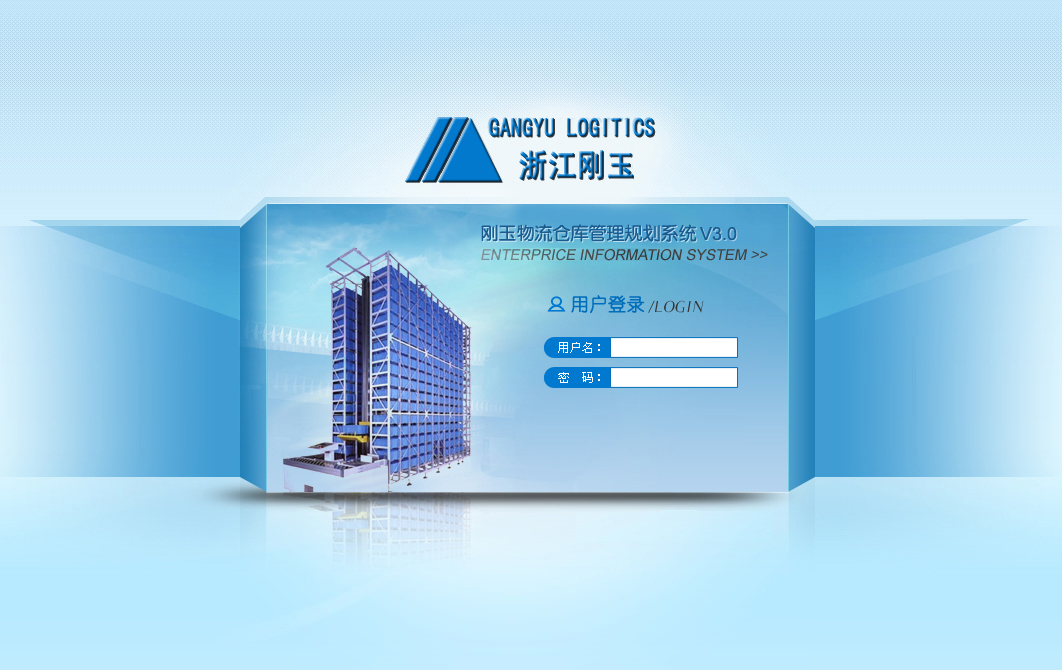 GANGYU LOGITICS
浙江刚玉
刚玉物流仓库管理规划系统 V3.0
ENTERPRICE INFORMATION SYSTEM >>
用户登录 /LOGIN
用户名：
密 码：